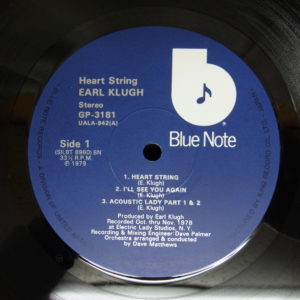 Heart String
EARL KLUGH
Stereo
GP-3181
UALA-942(A)
Blue Note
Side 1
(SLBT 8960) BN
33⅓ R.P.M.
Ⓟ 1979
1. HEART STRING
(E. Klugh)
2. I'LL SEE YOU AGAIN
(E. Klugh)
3. ACOUSTIC LADY PART 1 & 2
(E. Klugh)
Produced by Earl Klugh
Recorded Oct. thru Nov. 1978
at Electric Lady Studios, N.Y.
Recording & Mixing Engineer: Dave Palmer
Orchestra arranged & conducted by
Dave Matthews